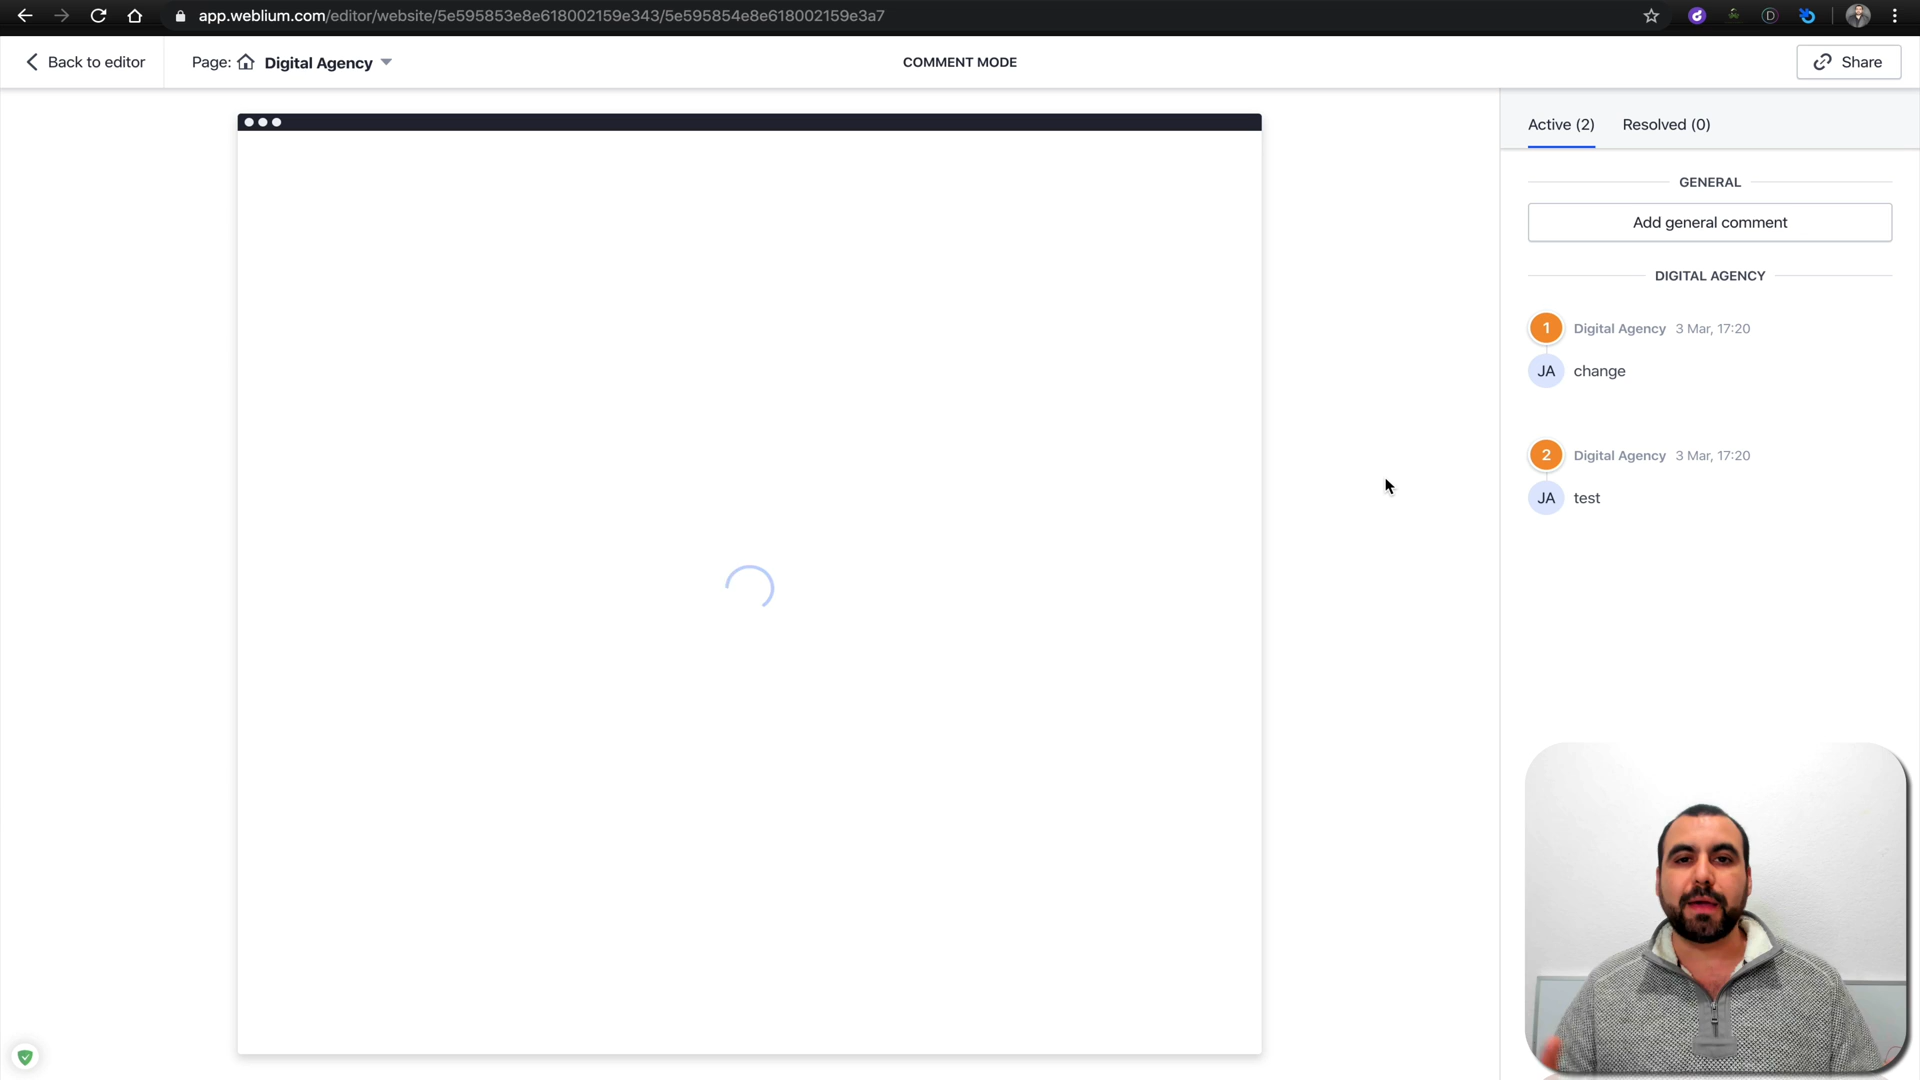 app.weblium.com/editor/website/5e595853e8e618002159e343/5e595854e8e618002159e3a7
Back to editor
Page: Digital Agency
COMMENT MODE
Share
Active (2)
Resolved (0)
GENERAL
Add general comment
DIGITAL AGENCY
1 Digital Agency 3 Mar, 17:20
JA change
2 Digital Agency 3 Mar, 17:20
JA test